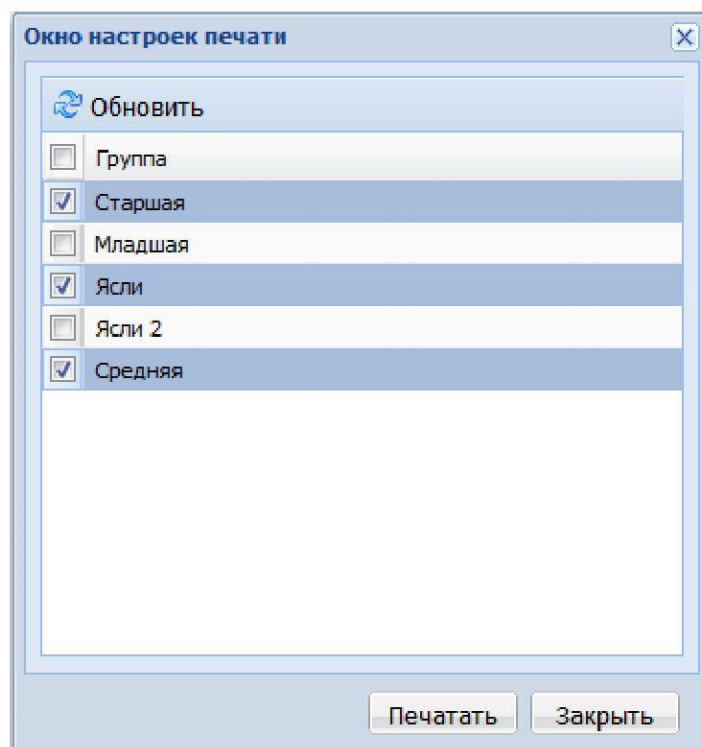 Окно настроек печати
Обновить
Группа
Старшая
Младшая
Ясли
Ясли 2
Средняя
Печатать Закрыть